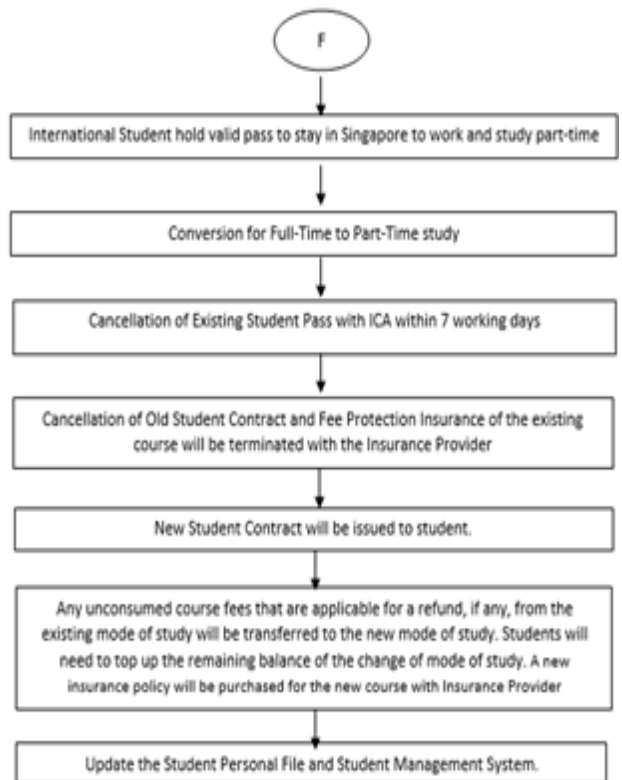 F
International Student hold valid pass to stay in Singapore to work and study part-time
Conversion for Full-Time to Part-Time study
Cancellation of Existing Student Pass with ICA within 7 working days
Cancellation of Old Student Contract and Fee Protection Insurance of the existing
course will be terminated with the Insurance Provider
New Student Contract will be issued to student.
Any unconsumed course fees that are applicable for a refund, if any, from the
existing mode of study will be transferred to the new mode of study. Students will
need to top up the remaining balance of the change of mode of study. A new
insurance policy will be purchased for the new course with Insurance Provider
Update the Student Personal File and Student Management System.